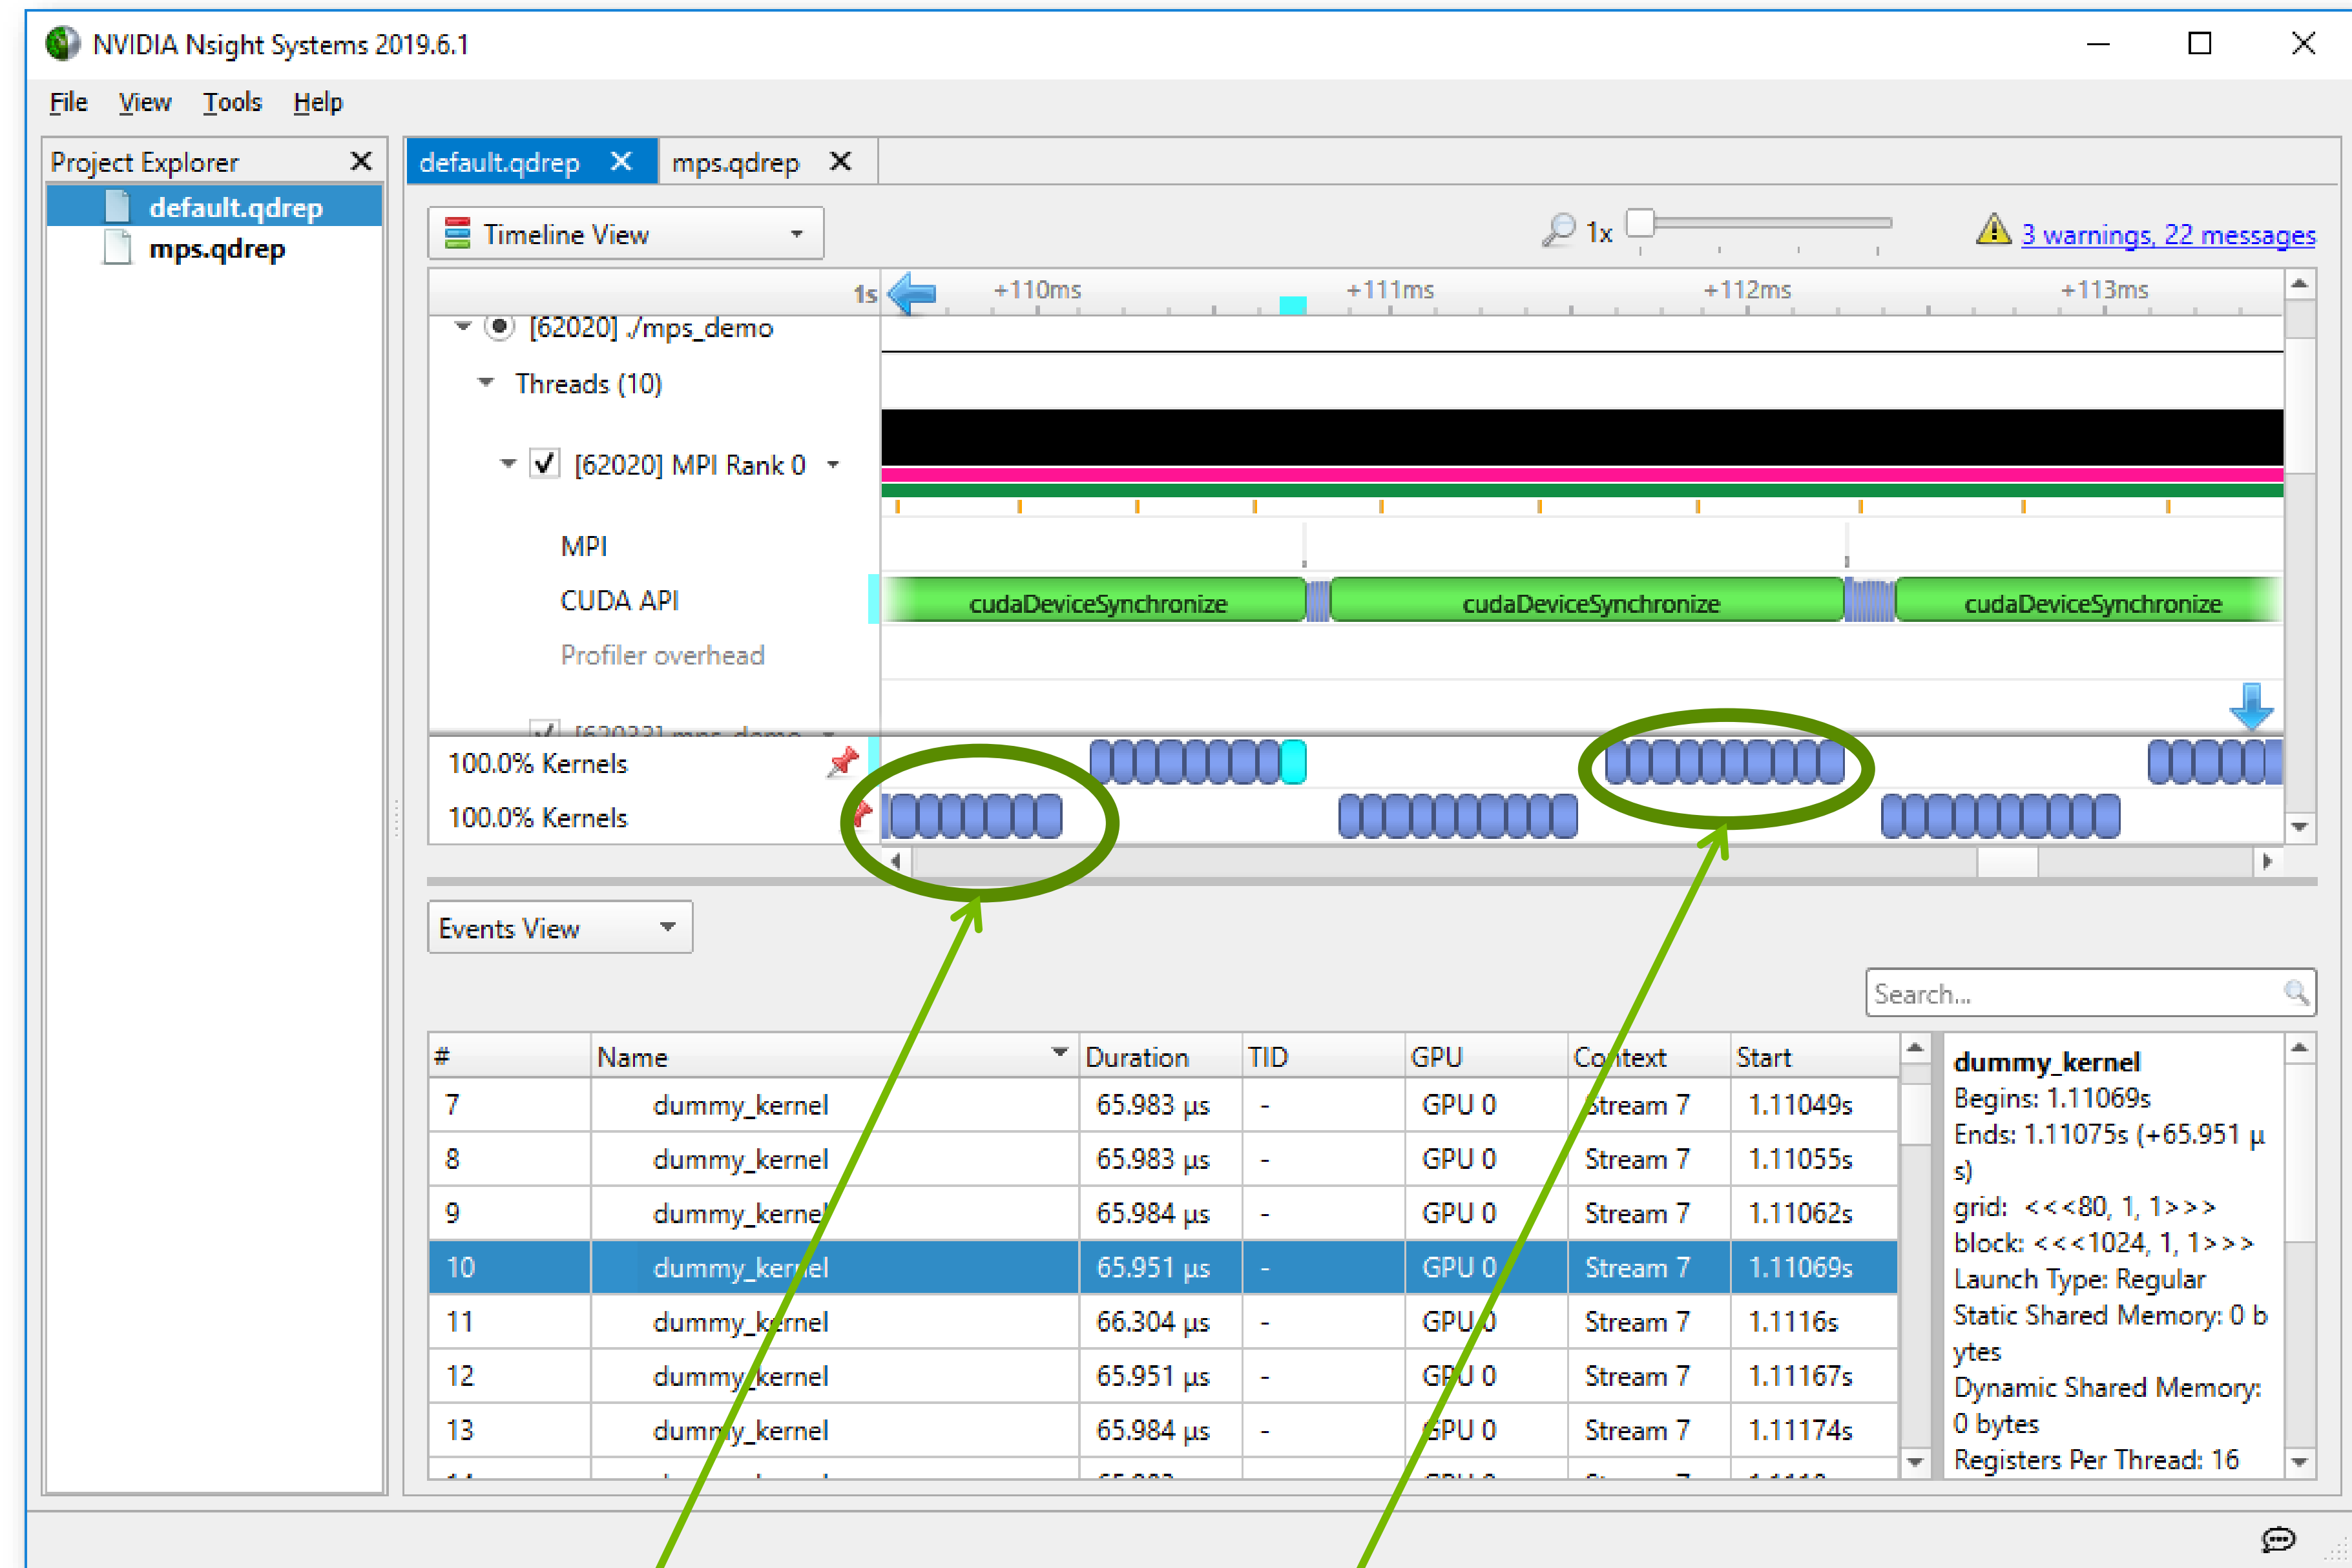 NVIDIA Nsight Systems 2019.6.1
File View Tools Help
Project Explorer
default.qdrep
mps.qdrep
default.qdrep mps.qdrep
Timeline View
1x
3 warnings, 22 messages
1s +110ms +111ms +112ms +113ms
[62020] ./mps_demo
Threads (10)
[62020] MPI Rank 0
MPI
CUDA API
cudaDeviceSynchronize cudaDeviceSynchronize cudaDeviceSynchronize
Profiler overhead
mps_demo
100.0% Kernels
100.0% Kernels
Events View
Search...
# Name Duration TID GPU Context Start
7 dummy_kernel 65.983 µs - GPU 0 Stream 7 1.11049s
8 dummy_kernel 65.983 µs - GPU 0 Stream 7 1.11055s
9 dummy_kernel 65.984 µs - GPU 0 Stream 7 1.11062s
10 dummy_kernel 65.951 µs - GPU 0 Stream 7 1.11069s
11 dummy_kernel 66.304 µs - GPU 0 Stream 7 1.1116s
12 dummy_kernel 65.951 µs - GPU 0 Stream 7 1.11167s
13 dummy_kernel 65.984 µs - GPU 0 Stream 7 1.11174s
dummy_kernel
Begins: 1.11069s
Ends: 1.11075s (+65.951 µ
s)
grid: <<<80, 1, 1>>>
block: <<<1024, 1, 1>>>
Launch Type: Regular
Static Shared Memory: 0 b
ytes
Dynamic Shared Memory:
0 bytes
Registers Per Thread: 16